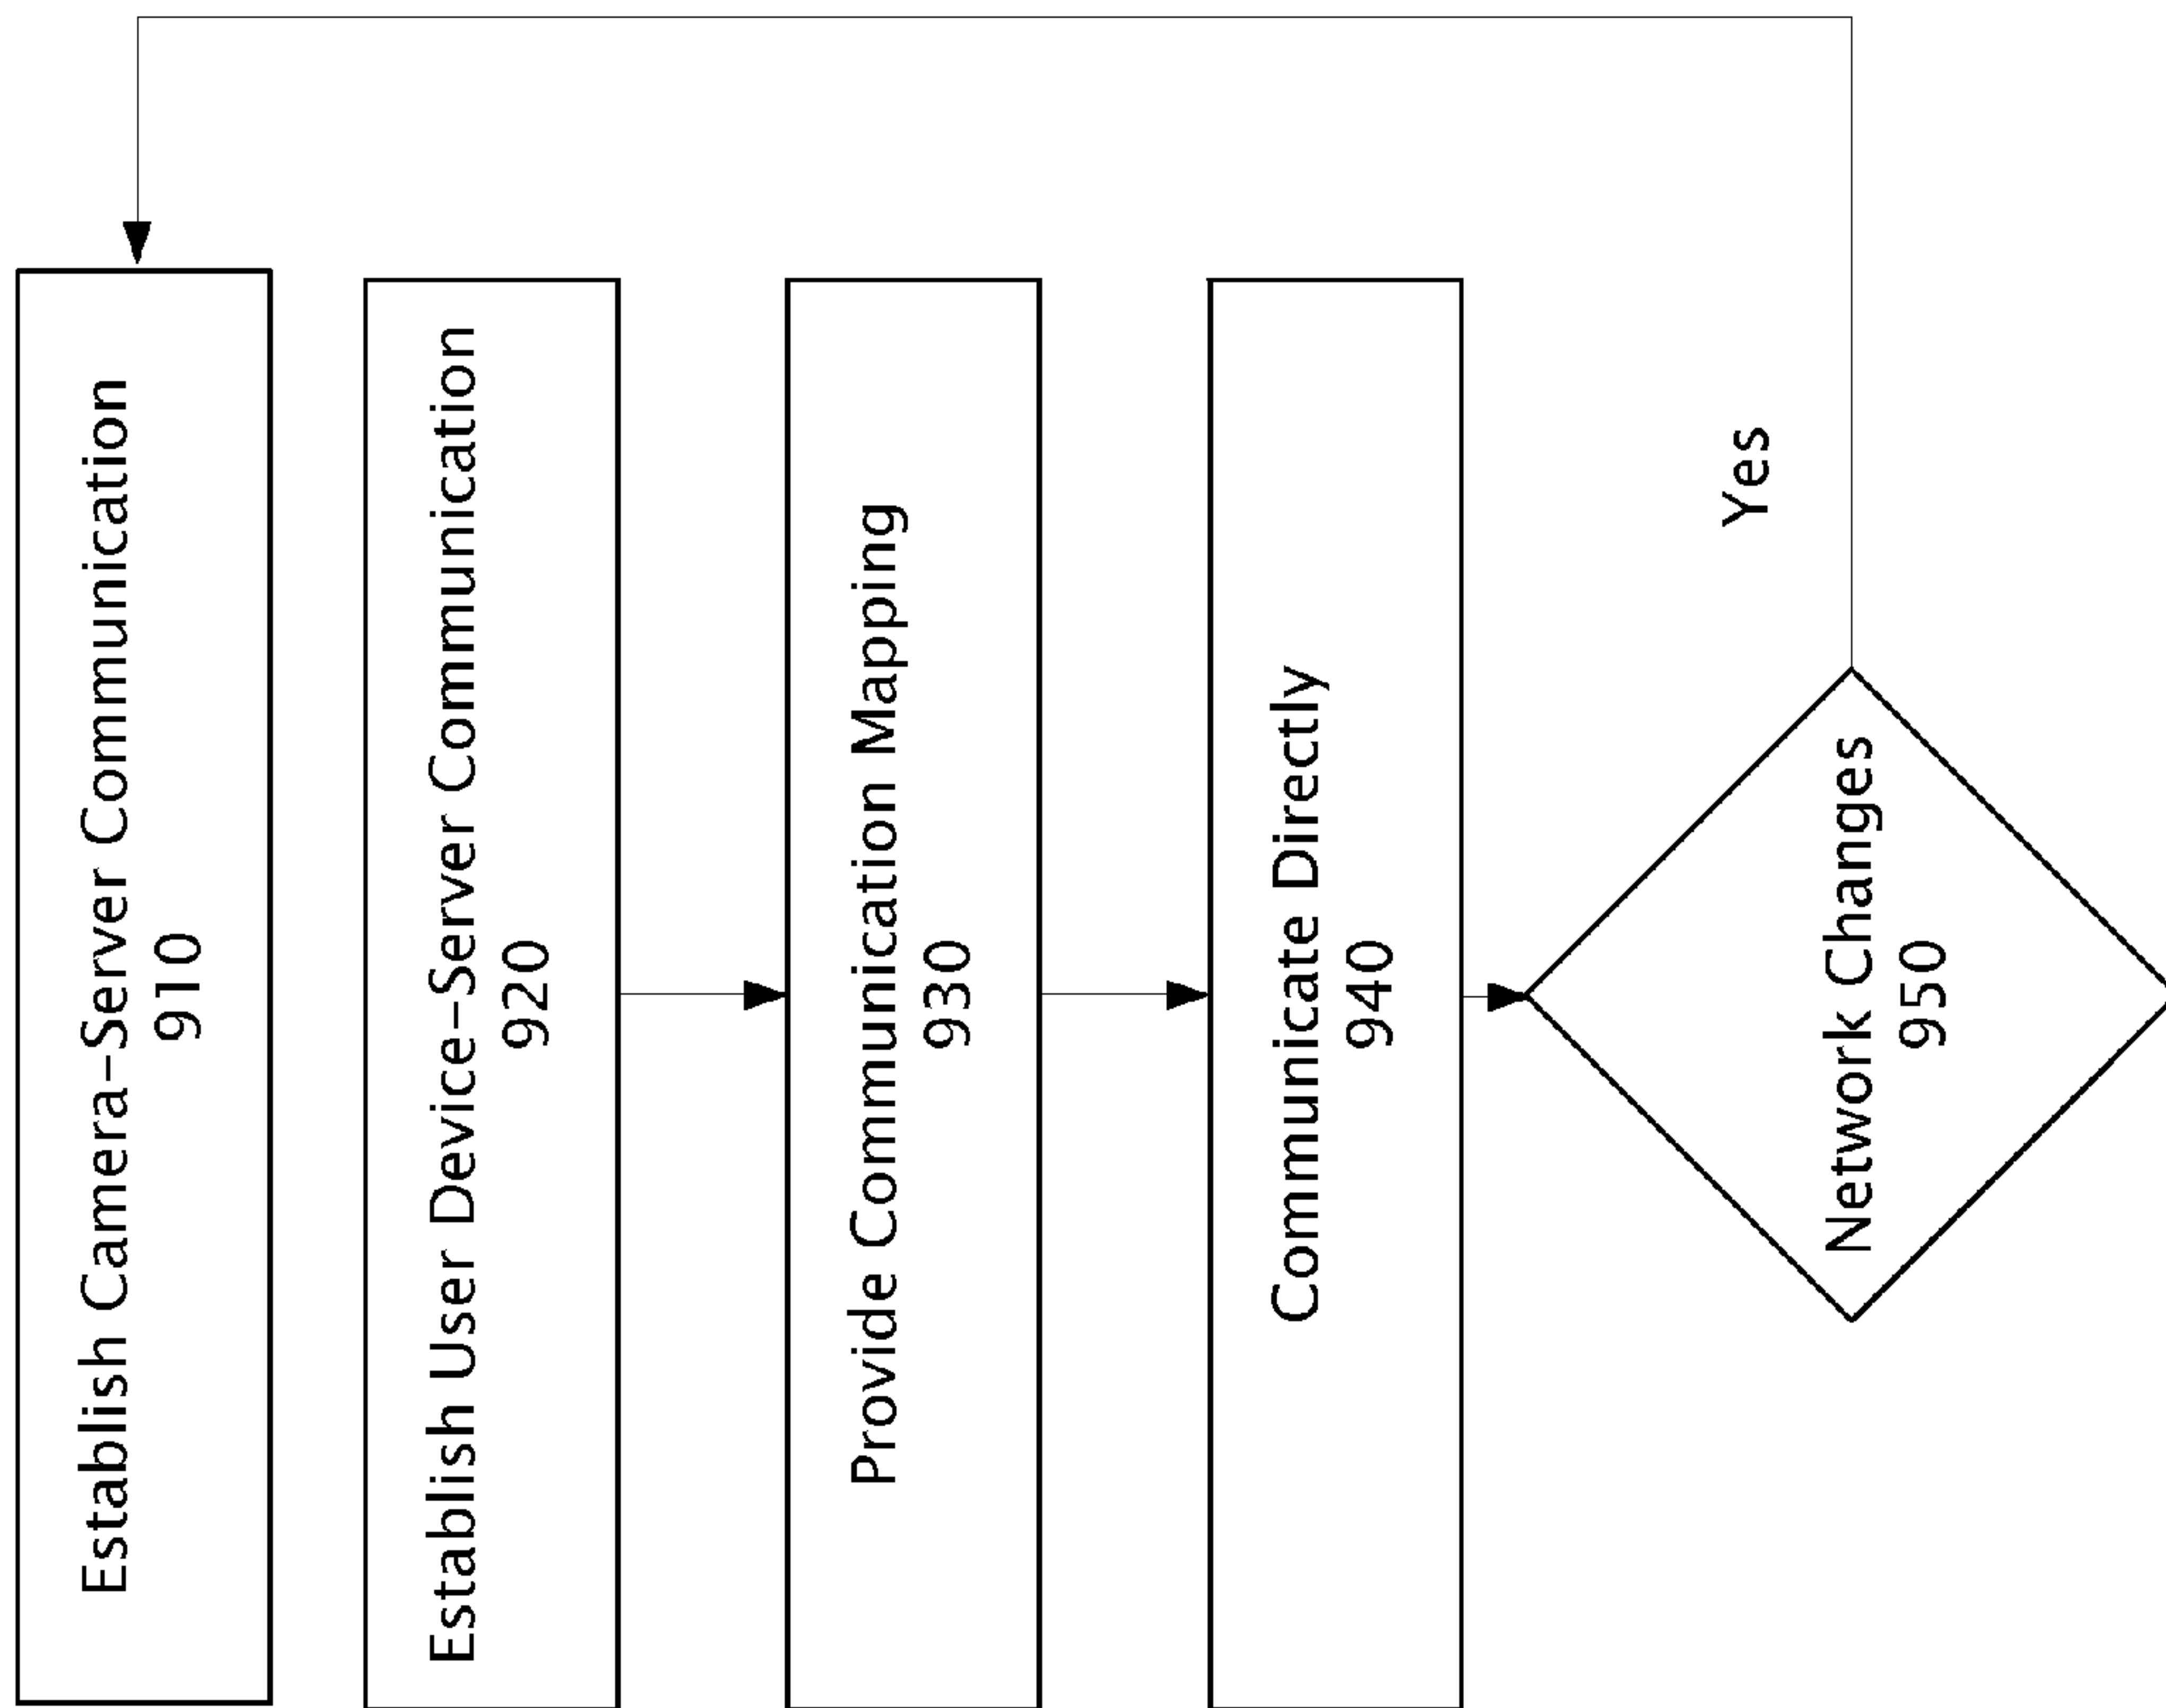 Establish Camera-Server Communication
910
Establish User Device-Server Communication
920
Provide Communication Mapping
930
Communicate Directly
940
Yes
Network Changes
950